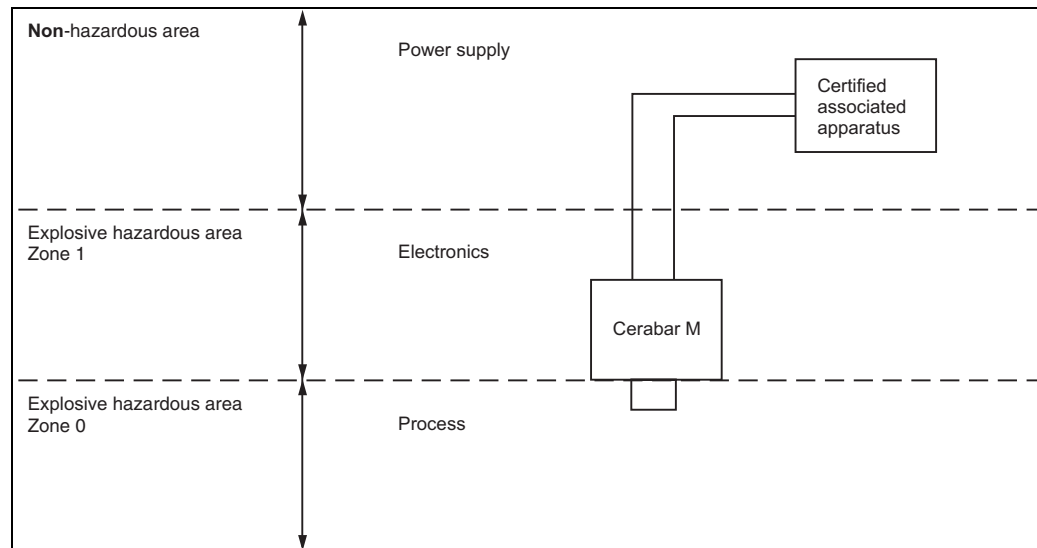 Non-hazardous area
Power supply
Certified
associated
apparatus
Explosive hazardous area
Zone 1
Electronics
Cerabar M
Explosive hazardous area
Zone 0
Process